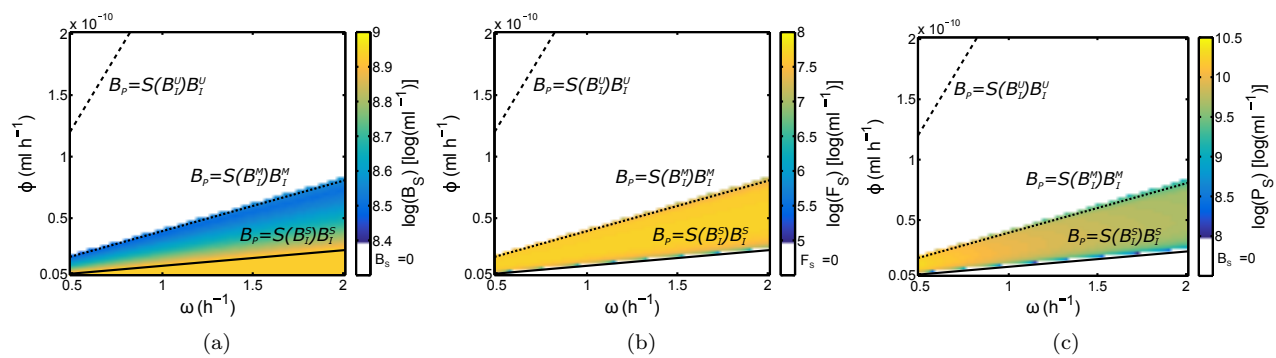 x 10⁻¹⁰
2
1.5
1
0.5
0.05
ϕ (ml h⁻¹)
B_P=S(B_I^U)B_I^U
B_P=S(B_I^M)B_I^M
B_P=S(B_I^S)B_I^S
0.5 1 1.5 2
ω (h⁻¹)
9
8.9
8.8
8.7
8.6
8.5
8.4
B_S =0
log(B_S) [log(ml⁻¹)]
(a)
x 10⁻¹⁰
2
1.5
1
0.5
0.05
ϕ (ml h⁻¹)
B_P=S(B_I^U)B_I^U
B_P=S(B_I^M)B_I^M
B_P=S(B_I^S)B_I^S
0.5 1 1.5 2
ω (h⁻¹)
8
7.5
7
6.5
6
5.5
5
F_S =0
log(F_S) [log(ml⁻¹)]
(b)
x 10⁻¹⁰
2
1.5
1
0.5
0.05
ϕ (ml h⁻¹)
B_P=S(B_I^U)B_I^U
B_P=S(B_I^M)B_I^M
B_P=S(B_I^S)B_I^S
0.5 1 1.5 2
ω (h⁻¹)
10.5
10
9.5
9
8.5
8
B_S =0
log(P_S) [log(ml⁻¹)]
(c)